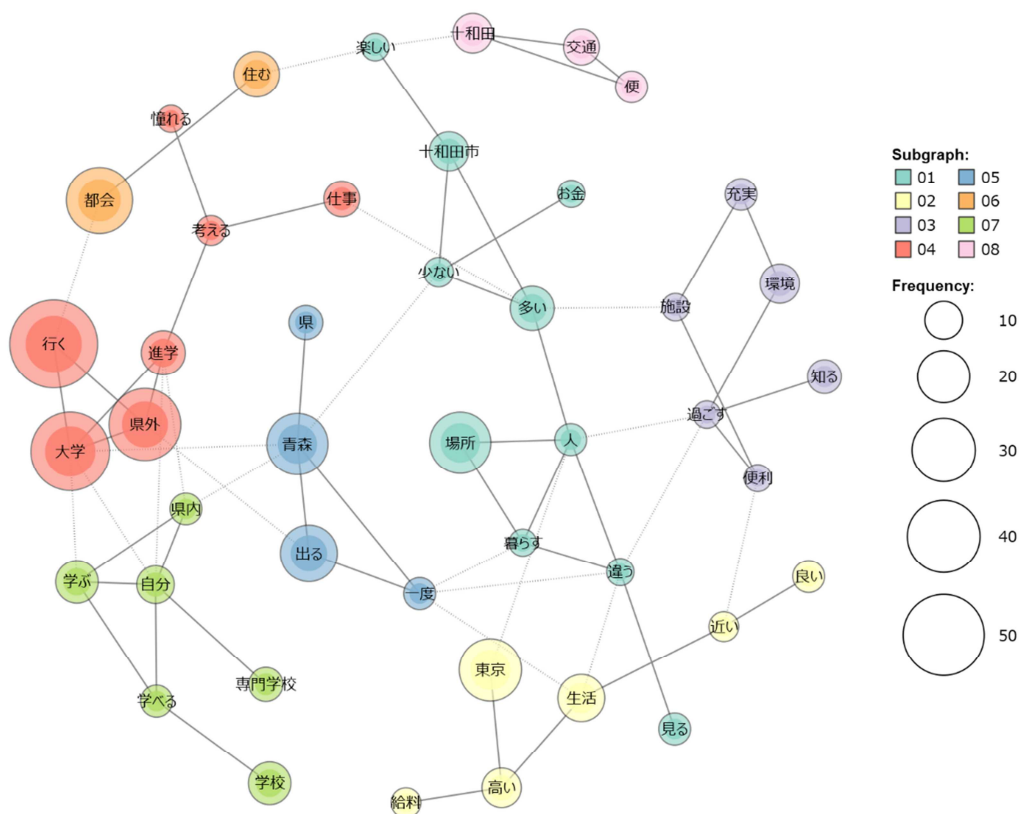 十和田
楽しい
交通
住む
便
憧れる
十和田市
都会
仕事
お金
充実
考える
少ない
環境
多い
施設
県
行く
進学
知る
県外
過ごす
大学
青森
場所
人
便利
県内
出る
暮らす
違う
学ぶ
自分
一度
良い
近い
東京
専門学校
生活
学べる
見る
学校
高い
給料
Subgraph:
01 05
02 06
03 07
04 08
Frequency:
10
20
30
40
50